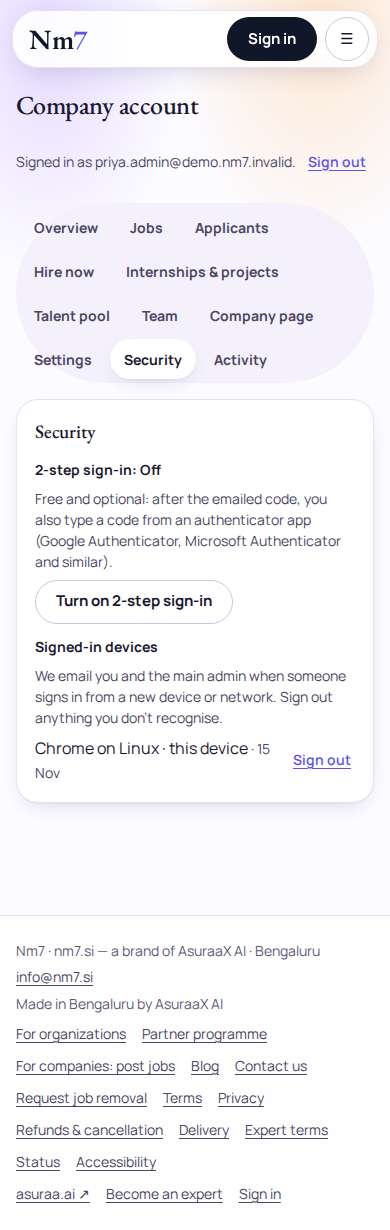 Nm7 Sign in ☰
Company account
Signed in as priya.admin@demo.nm7.invalid. Sign out
Overview Jobs Applicants
Hire now Internships & projects
Talent pool Team Company page
Settings Security Activity
Security
2-step sign-in: Off
Free and optional: after the emailed code, you
also type a code from an authenticator app
(Google Authenticator, Microsoft Authenticator
and similar).
Turn on 2-step sign-in
Signed-in devices
We email you and the main admin when someone
signs in from a new device or network. Sign out
anything you don't recognise.
Chrome on Linux · this device · 15
Nov
Sign out
Nm7 · nm7.si — a brand of AsuraaX AI · Bengaluru
info@nm7.si
Made in Bengaluru by AsuraaX AI
For organizations Partner programme
For companies: post jobs Blog Contact us
Request job removal Terms Privacy
Refunds & cancellation Delivery Expert terms
Status Accessibility
asuraa.ai ↗ Become an expert Sign in